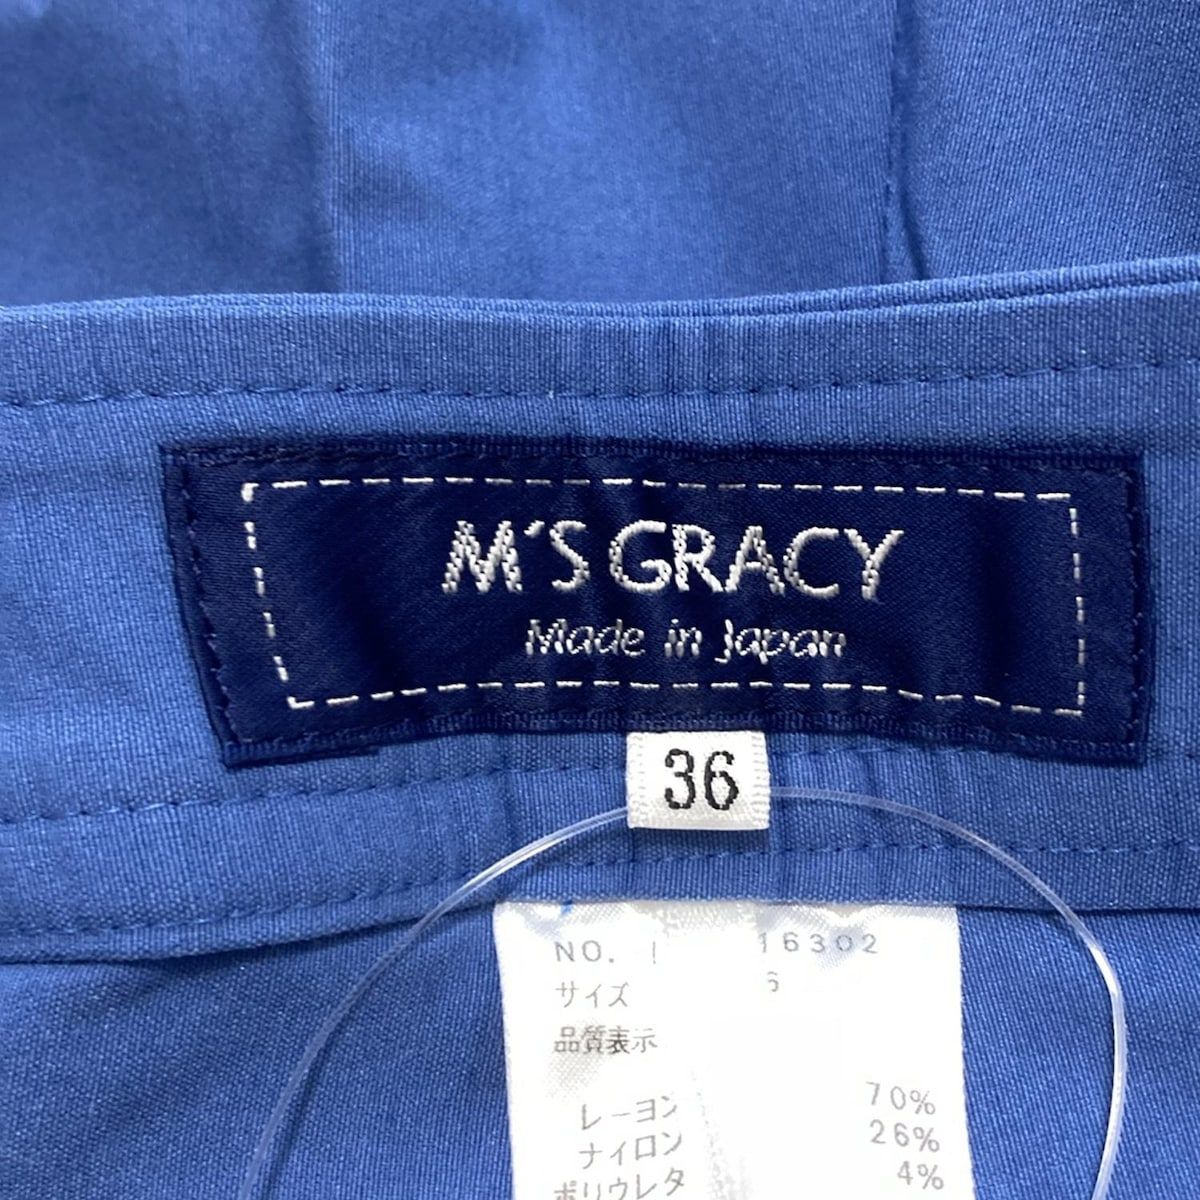 M'S GRACY
Made in Japan
36
NO. 16302
サイズ
品質表示
レーヨン 70%
ナイロン 26%
4%